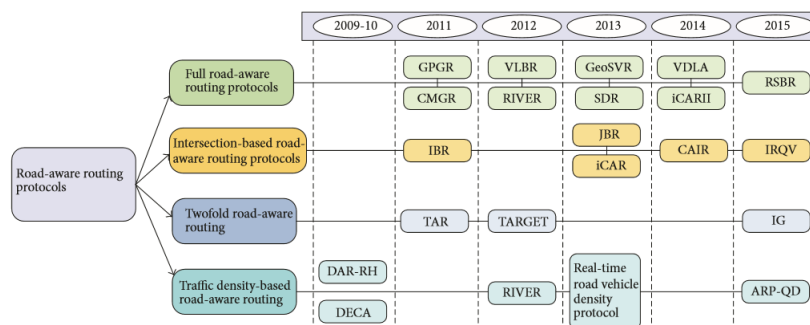 2009-10
2011
2012
2013
2014
2015
Full road-aware
routing protocols
GPGR
VLBR
GeoSVR
VDLA
CMGR
RIVER
SDR
iCARII
RSBR
Intersection-based road-
aware routing protocols
IBR
JBR
iCAR
CAIR
IRQV
Road-aware routing
protocols
Twofold road-aware
routing
TAR
TARGET
IG
Traffic density-based
road-aware routing
DAR-RH
DECA
RIVER
Real-time
road vehicle
density
protocol
ARP-QD